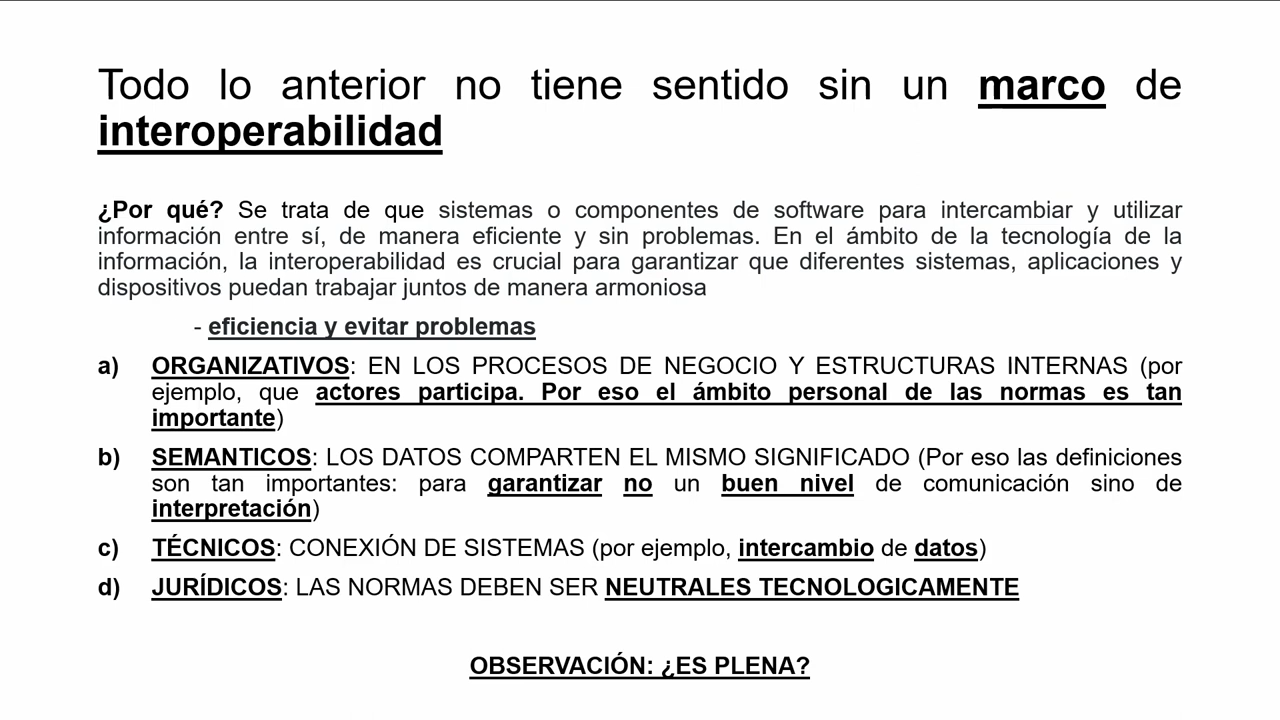 Todo lo anterior no tiene sentido sin un marco de
interoperabilidad
¿Por qué? Se trata de que sistemas o componentes de software para intercambiar y utilizar
información entre sí, de manera eficiente y sin problemas. En el ámbito de la tecnología de la
información, la interoperabilidad es crucial para garantizar que diferentes sistemas, aplicaciones y
dispositivos puedan trabajar juntos de manera armoniosa
- eficiencia y evitar problemas
a) ORGANIZATIVOS: EN LOS PROCESOS DE NEGOCIO Y ESTRUCTURAS INTERNAS (por
ejemplo, que actores participa. Por eso el ámbito personal de las normas es tan
importante)
b) SEMANTICOS: LOS DATOS COMPARTEN EL MISMO SIGNIFICADO (Por eso las definiciones
son tan importantes: para garantizar no un buen nivel de comunicación sino de
interpretación)
c) TÉCNICOS: CONEXIÓN DE SISTEMAS (por ejemplo, intercambio de datos)
d) JURÍDICOS: LAS NORMAS DEBEN SER NEUTRALES TECNOLOGICAMENTE
OBSERVACIÓN: ¿ES PLENA?